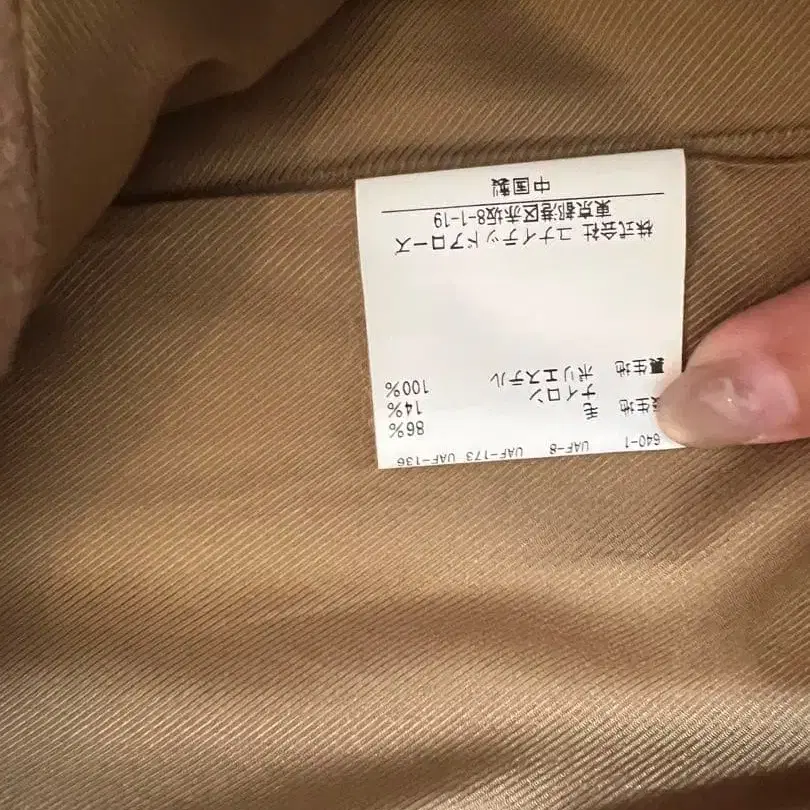 640-1 UAF-8 UAF-173 UAF-136
表生地 毛 86%
ナイロン 14%
裏生地 ポリエステル 100%
株式会社 ユナイテッドアローズ
東京都港区赤坂8-1-19
中国製